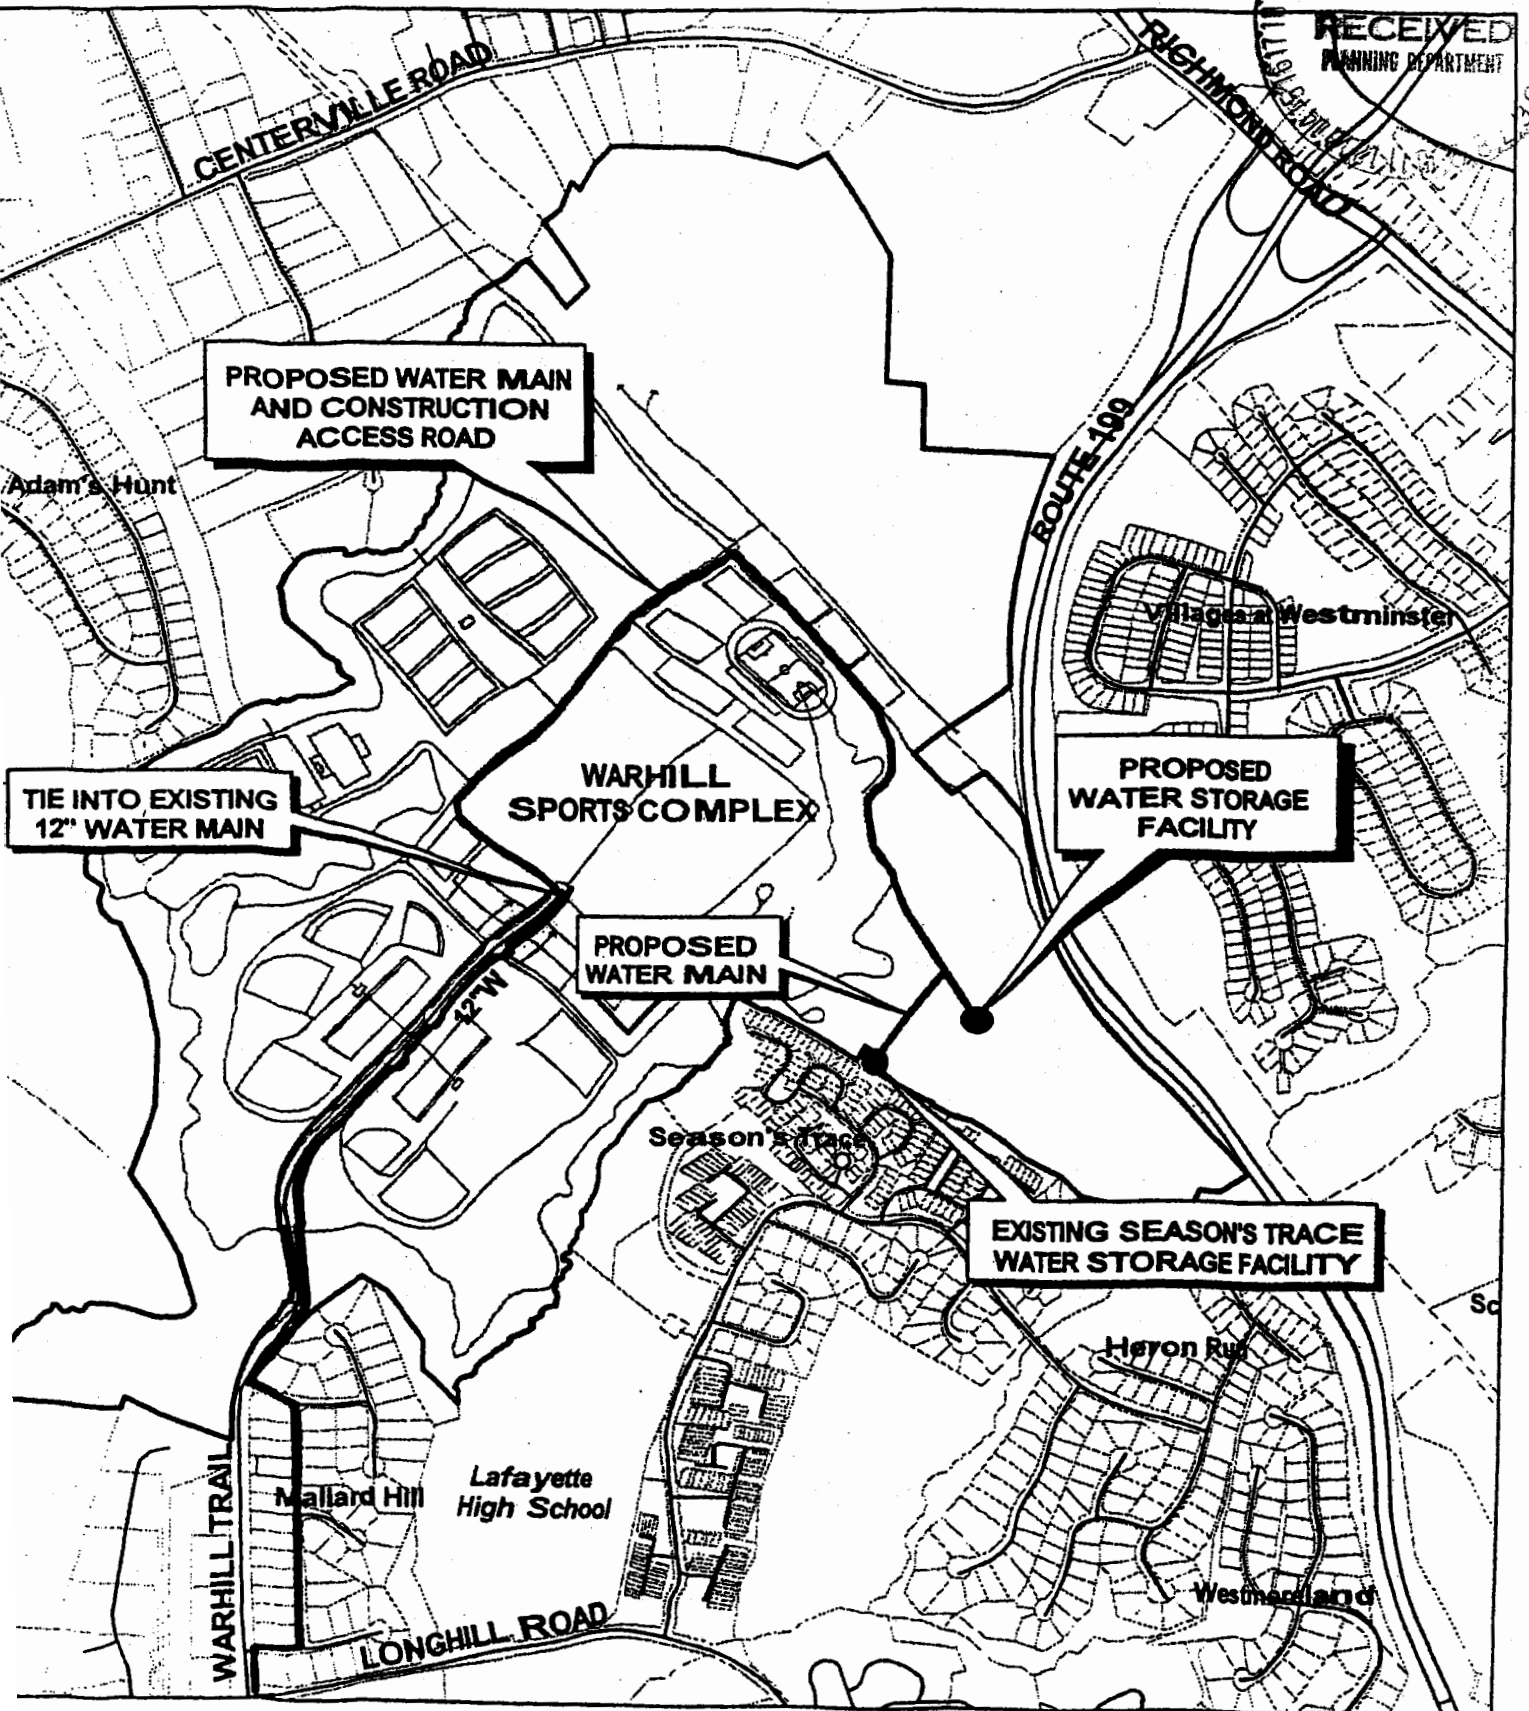 RECEIVED
PLANNING DEPARTMENT
RICHMOND ROAD
CENTERVILLE ROAD
PROPOSED WATER MAIN
AND CONSTRUCTION
ACCESS ROAD
ROUTE 199
Adam's Hunt
Villages at Westminster
WARHILL
SPORTS COMPLEX
PROPOSED
WATER STORAGE
FACILITY
TIE INTO EXISTING
12" WATER MAIN
PROPOSED
WATER MAIN
12"W
Season's Trace
EXISTING SEASON'S TRACE
WATER STORAGE FACILITY
Sc
Heron Run
Lafayette
High School
Mallard Hill
WARHILL TRAIL
Westmoreland
LONGHILL ROAD